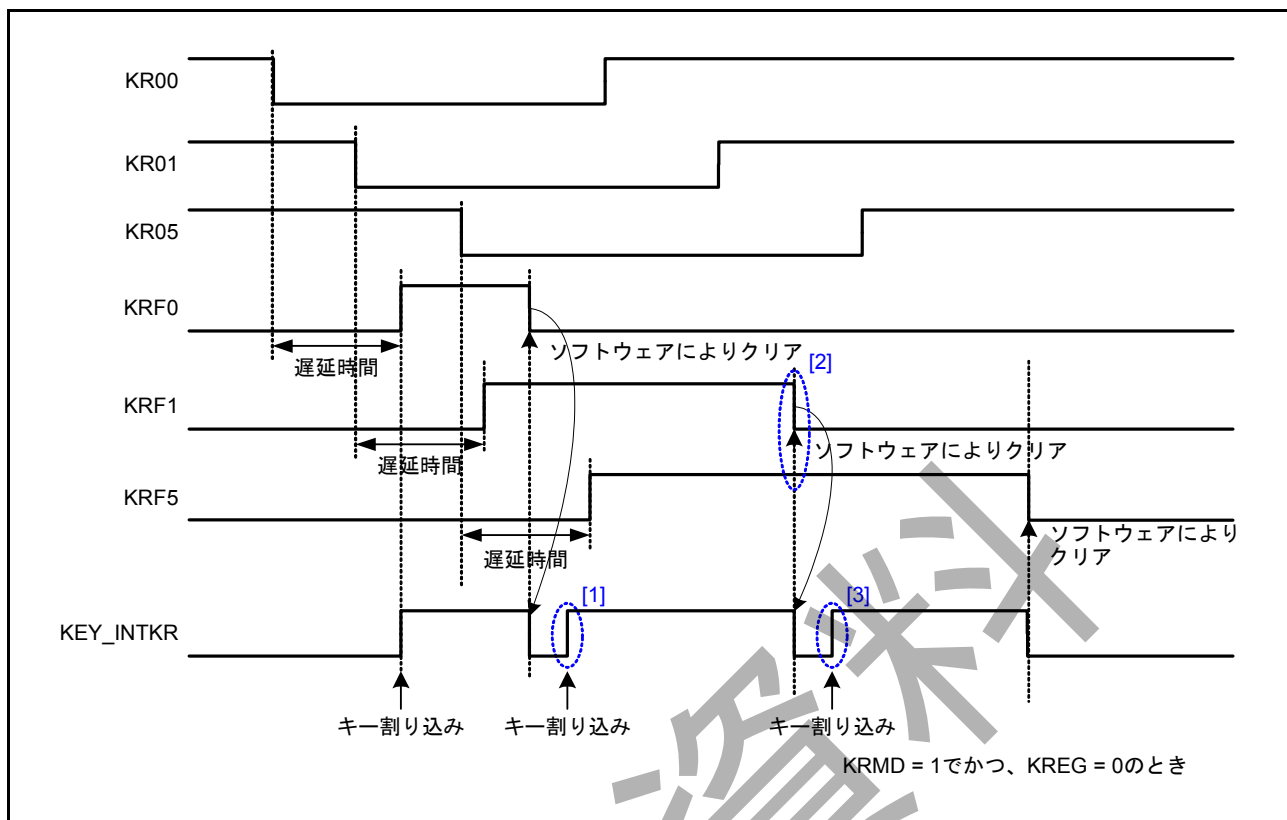 KR00
KR01
KR05
KRF0
ソフトウェアによりクリア
遅延時間
[2]
KRF1
ソフトウェアによりクリア
遅延時間
KRF5
ソフトウェアにより
クリア
遅延時間
[1]
[3]
KEY_INTKR
キー割り込み
キー割り込み
キー割り込み
KRMD = 1でかつ、KREG = 0のとき
資料